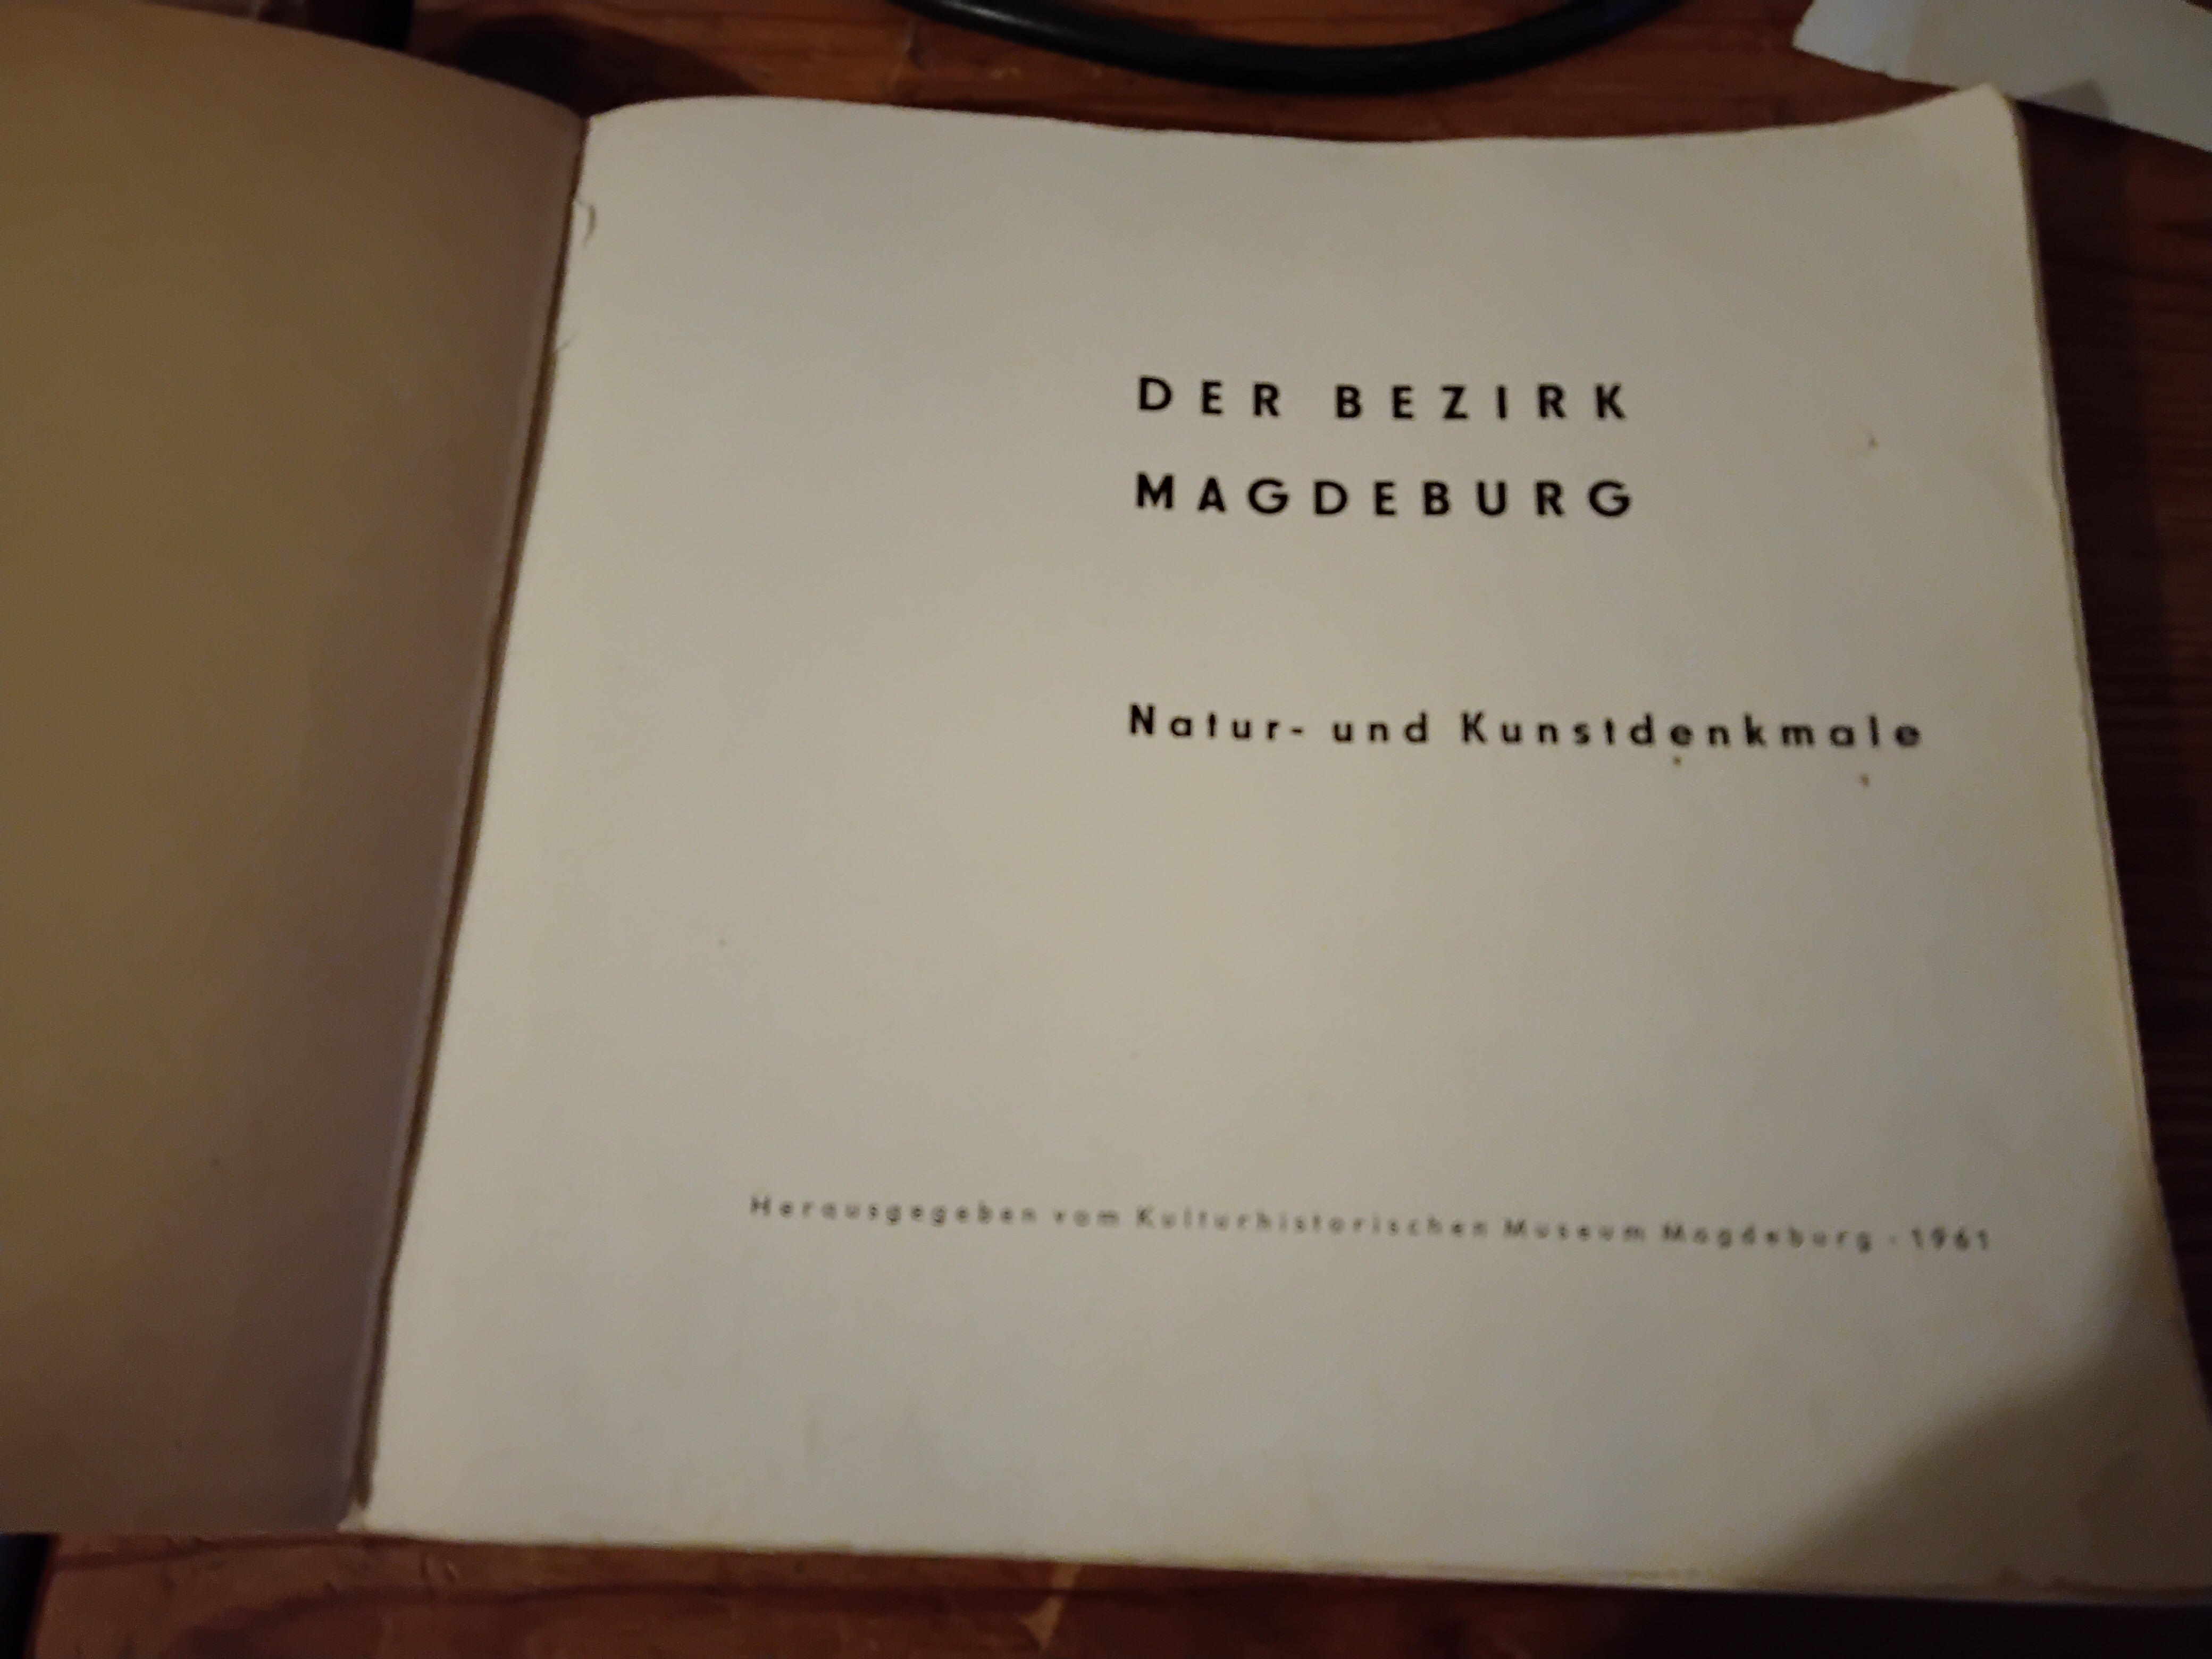 DER BEZIRK
MAGDEBURG
Natur- und Kunstdenkmale
Herausgegeben vom Kulturhistorischen Museum Magdeburg · 1961